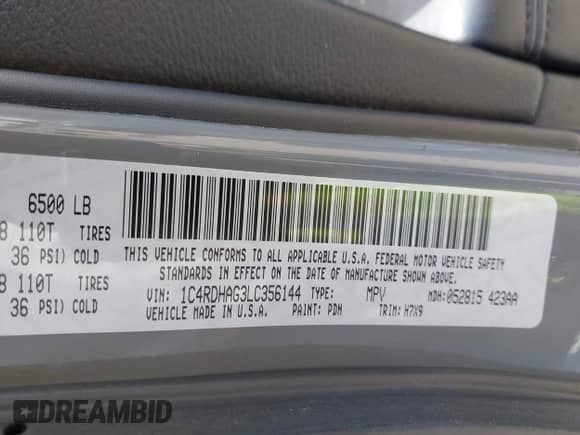 6500 LB
8 110T TIRES
36 PSI) COLD
8 110T TIRES
36 PSI) COLD
THIS VEHICLE CONFORMS TO ALL APPLICABLE U.S.A. FEDERAL MOTOR VEHICLE SAFETY
STANDARDS IN EFFECT ON THE DATE OF MANUFACTURE SHOWN ABOVE.
VIN: 1C4RDHAG3LC356144 TYPE: MPV MDH: 052815 423AA
VEHICLE MADE IN U.S.A. PAINT: PDN TRIM: H7X9
DREAMBID